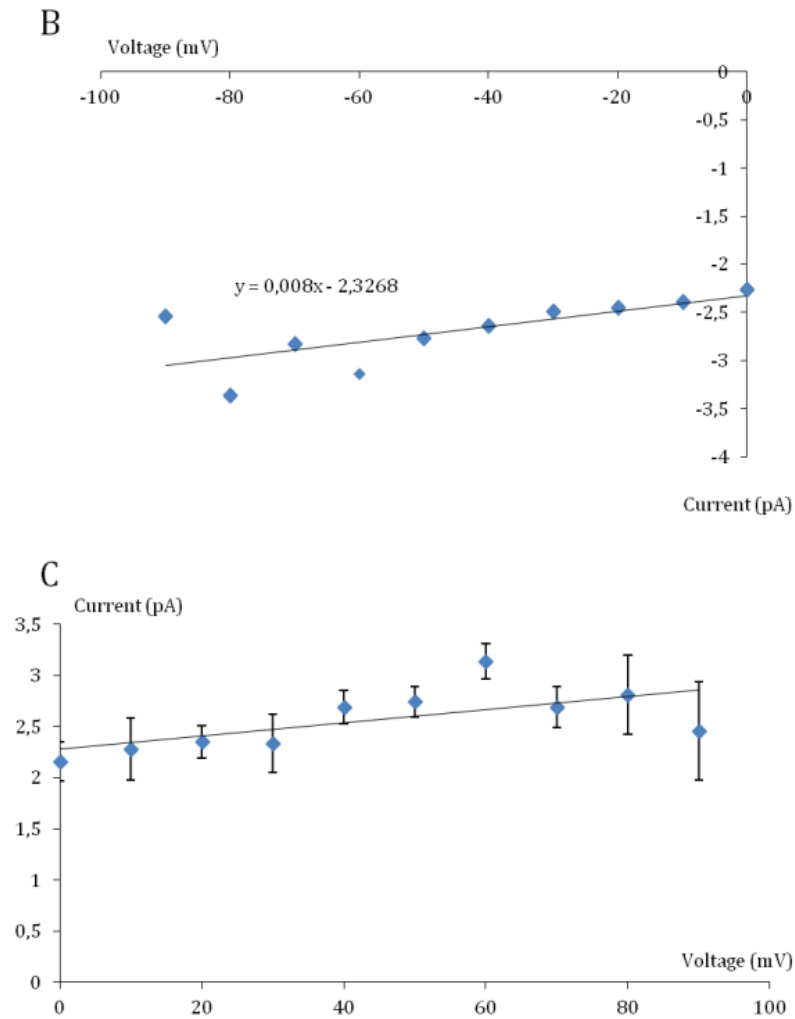 B
Voltage (mV)
0
-100 -80 -60 -40 -20 0
-0,5
-1
-1,5
-2
y = 0,008x - 2,3268
-2,5
-3
-3,5
-4
Current (pA)
C
Current (pA)
3,5
3
2,5
2
1,5
1
0,5
Voltage (mV)
0
0 20 40 60 80 100